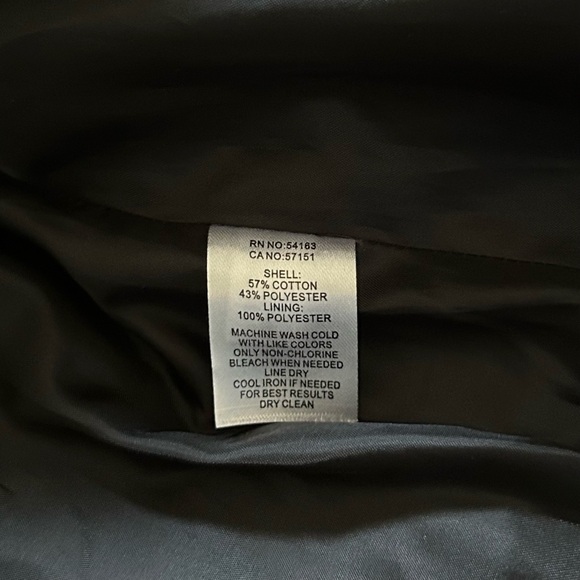 RN NO:54163
CA NO:57151
SHELL:
57% COTTON
43% POLYESTER
LINING:
100% POLYESTER
MACHINE WASH COLD
WITH LIKE COLORS
ONLY NON-CHLORINE
BLEACH WHEN NEEDED
LINE DRY
COOL IRON IF NEEDED
FOR BEST RESULTS
DRY CLEAN